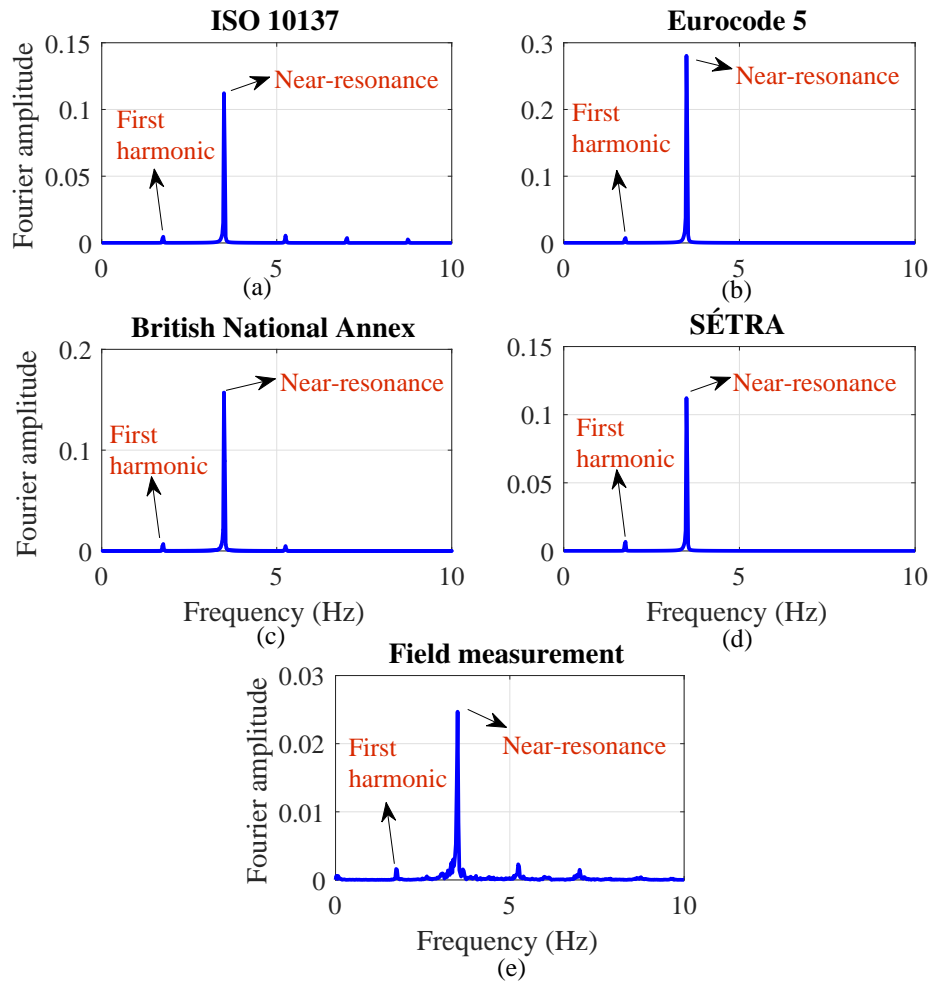 ISO 10137
Fourier amplitude
0.15
0.1
0.05
0
0
5
10
First
harmonic
Near-resonance
(a)
Eurocode 5
0.3
0.2
0.1
0
0
5
10
First
harmonic
Near-resonance
(b)
British National Annex
Fourier amplitude
0.2
0.1
0
0
5
10
First
harmonic
Near-resonance
Frequency (Hz)
(c)
SÉTRA
0.15
0.1
0.05
0
0
5
10
First
harmonic
Near-resonance
Frequency (Hz)
(d)
Field measurement
Fourier amplitude
0.03
0.02
0.01
0
0
5
10
First
harmonic
Near-resonance
Frequency (Hz)
(e)